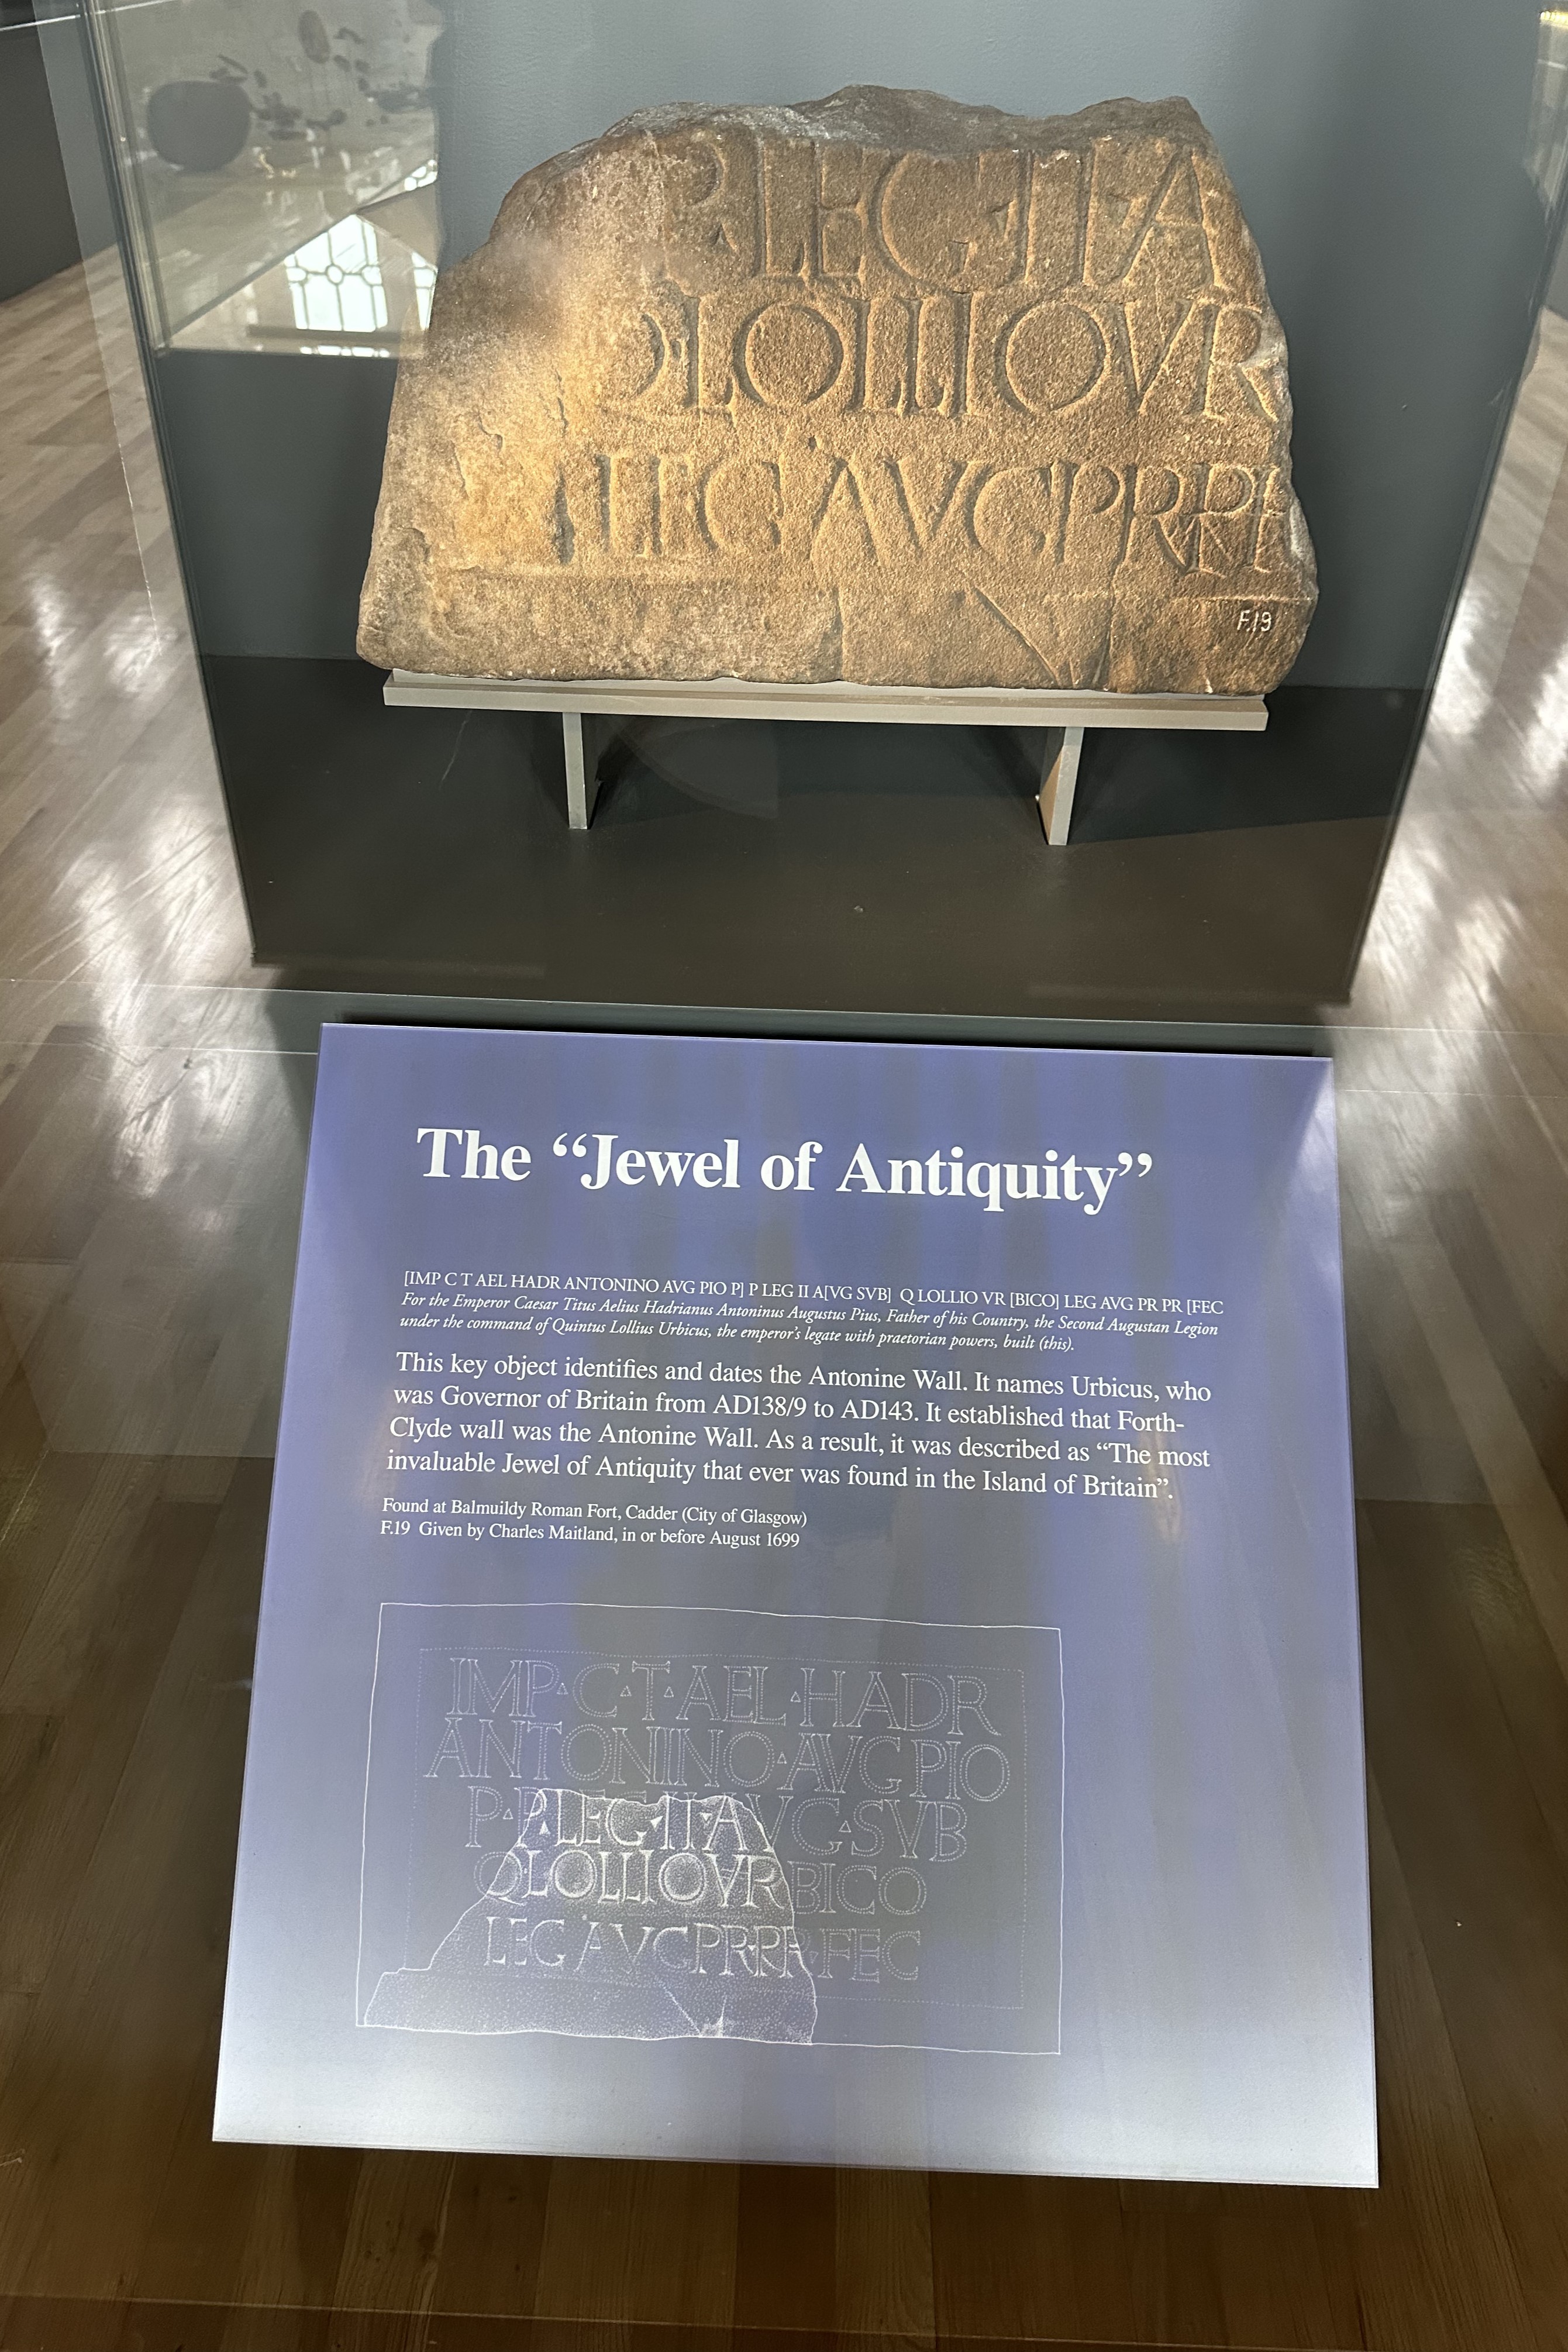 P LEG II A
Q LOLLIO VR
LEG AVG PR PR
F.19
The “Jewel of Antiquity”
[IMP C T AEL HADR ANTONINO AVG PIO P] P LEG II A[VG SVB] Q LOLLIO VR [BICO] LEG AVG PR PR [FEC
For the Emperor Caesar Titus Aelius Hadrianus Antoninus Augustus Pius, Father of his Country, the Second Augustan Legion
under the command of Quintus Lollius Urbicus, the emperor's legate with praetorian powers, built (this).
This key object identifies and dates the Antonine Wall. It names Urbicus, who
was Governor of Britain from AD138/9 to AD143. It established that Forth-
Clyde wall was the Antonine Wall. As a result, it was described as “The most
invaluable Jewel of Antiquity that ever was found in the Island of Britain”.
Found at Balmuildy Roman Fort, Cadder (City of Glasgow)
F.19 Given by Charles Maitland, in or before August 1699
IMP·C·T·AEL·HADR
ANTONINO·AVG PIO
P·P·LEG·II·AVG·SVB
Q LOLLIO VR BICO
LEG AVG PR PR FEC